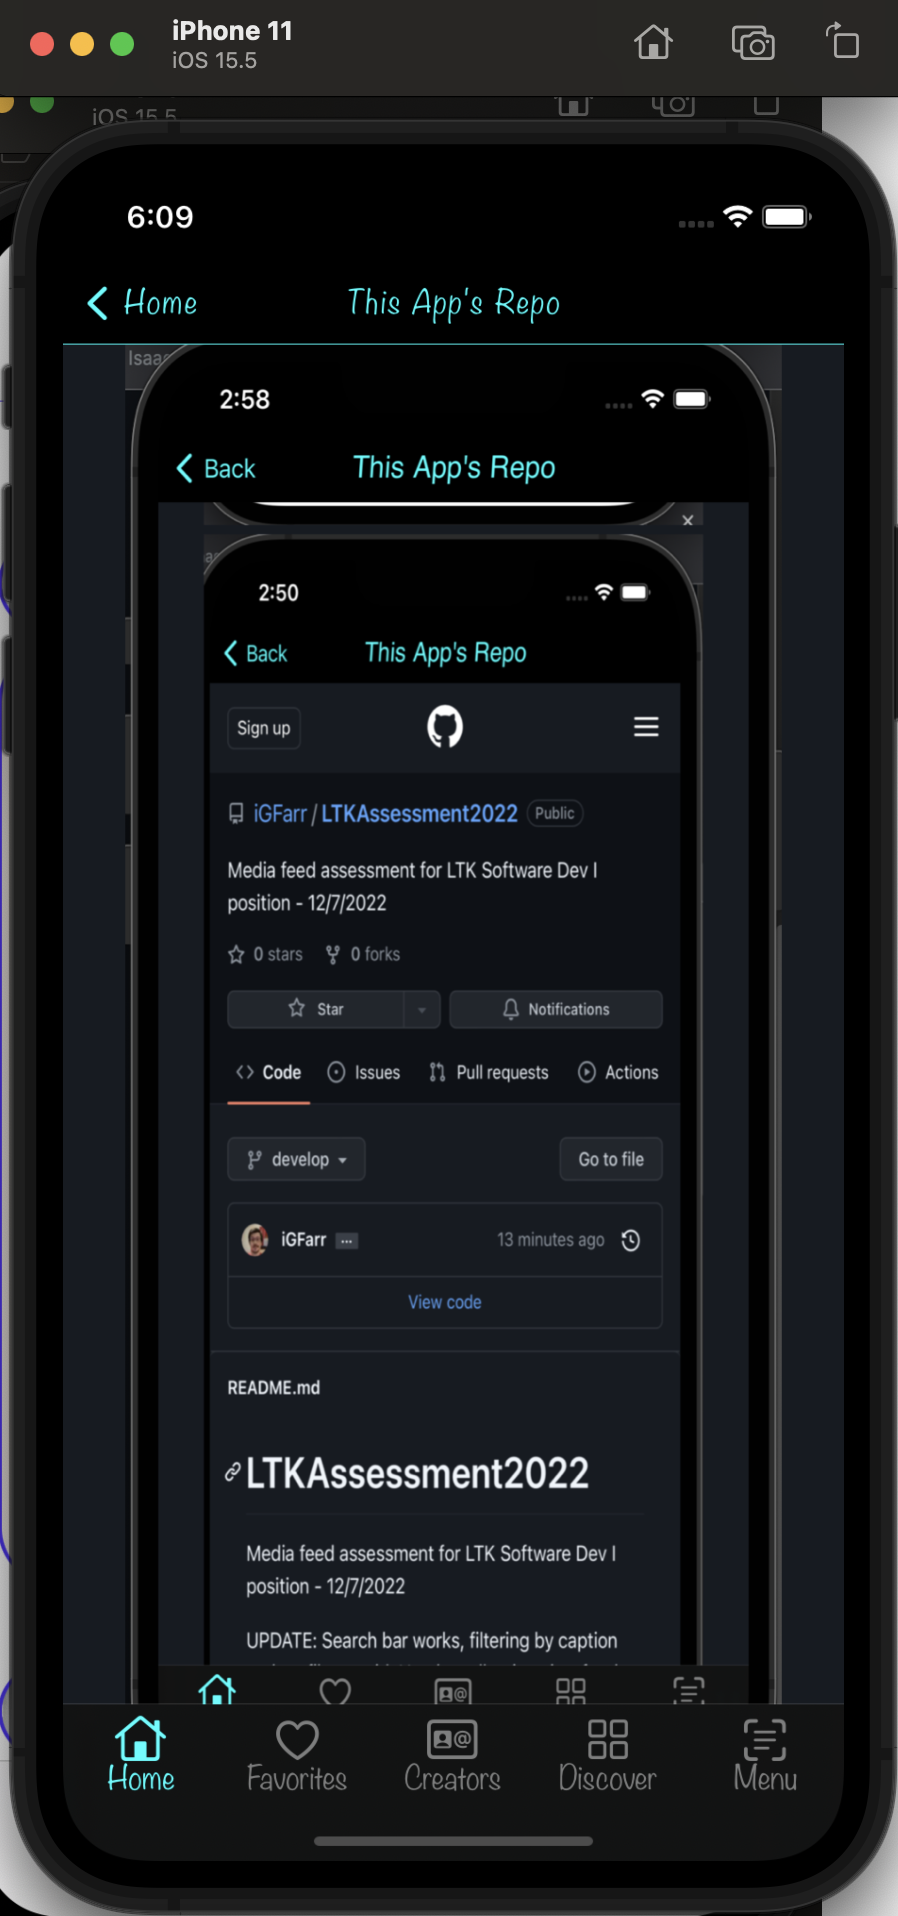 iPhone 11
iOS 15.5
iOS 15.5
6:09
Home This App's Repo
Isaac
2:58
Back This App's Repo
2:50
Back This App's Repo
Sign up
iGFarr / LTKAssessment2022 Public
Media feed assessment for LTK Software Dev I
position - 12/7/2022
0 stars 0 forks
Star Notifications
Code Issues Pull requests Actions
develop Go to file
iGFarr ... 13 minutes ago
View code
README.md
LTKAssessment2022
Media feed assessment for LTK Software Dev I
position - 12/7/2022
UPDATE: Search bar works, filtering by caption
Home Favorites Creators Discover Menu